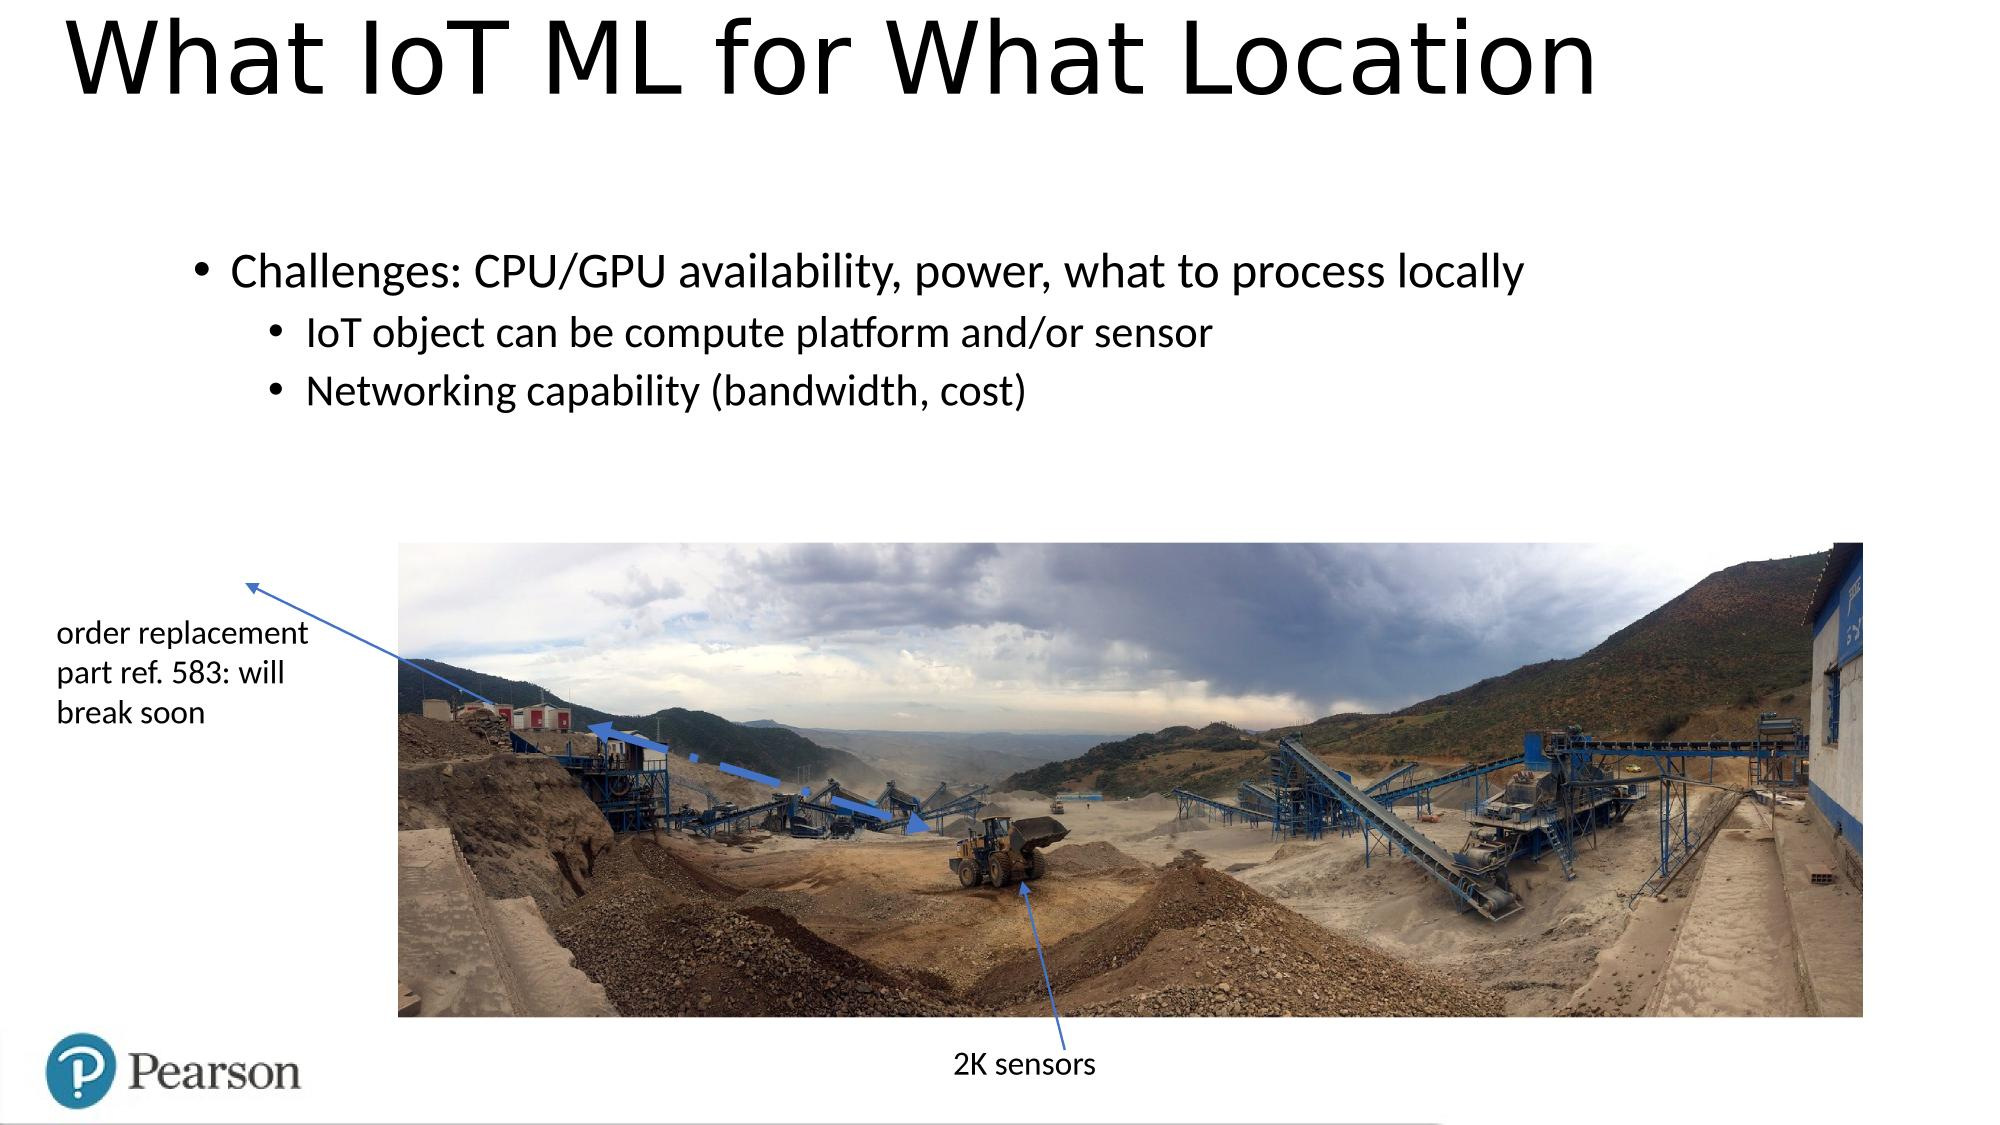 What IoT ML for What Location
• Challenges: CPU/GPU availability, power, what to process locally
• IoT object can be compute platform and/or sensor
• Networking capability (bandwidth, cost)
order replacement
part ref. 583: will
break soon
2K sensors
Pearson